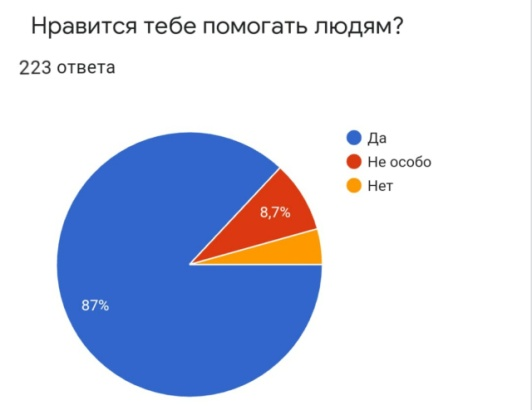 Нравится тебе помогать людям?
223 ответа
Да
Не особо
Нет
8,7%
87%